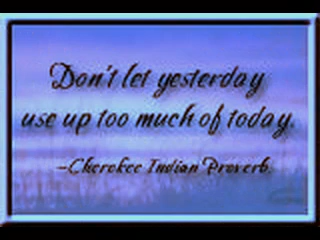 Don't let yesterday
use up too much of today.
-Cherokee Indian Proverb.